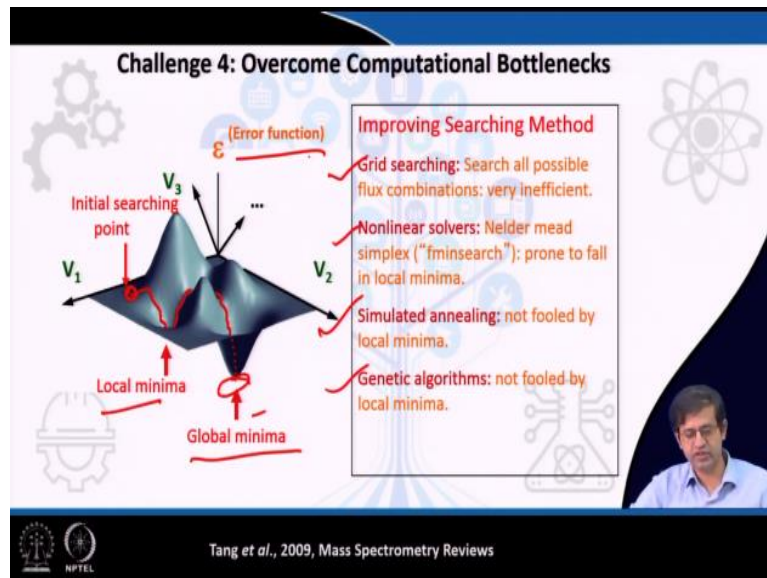 Challenge 4: Overcome Computational Bottlenecks
(Error function)
ε
V3
...
Initial searching
point
V1
V2
Local minima
Global minima
Improving Searching Method
Grid searching: Search all possible
flux combinations: very inefficient.
Nonlinear solvers: Nelder mead
simplex ("fminsearch"): prone to fall
in local minima.
Simulated annealing: not fooled by
local minima.
Genetic algorithms: not fooled by
local minima.
NPTEL
Tang et al., 2009, Mass Spectrometry Reviews